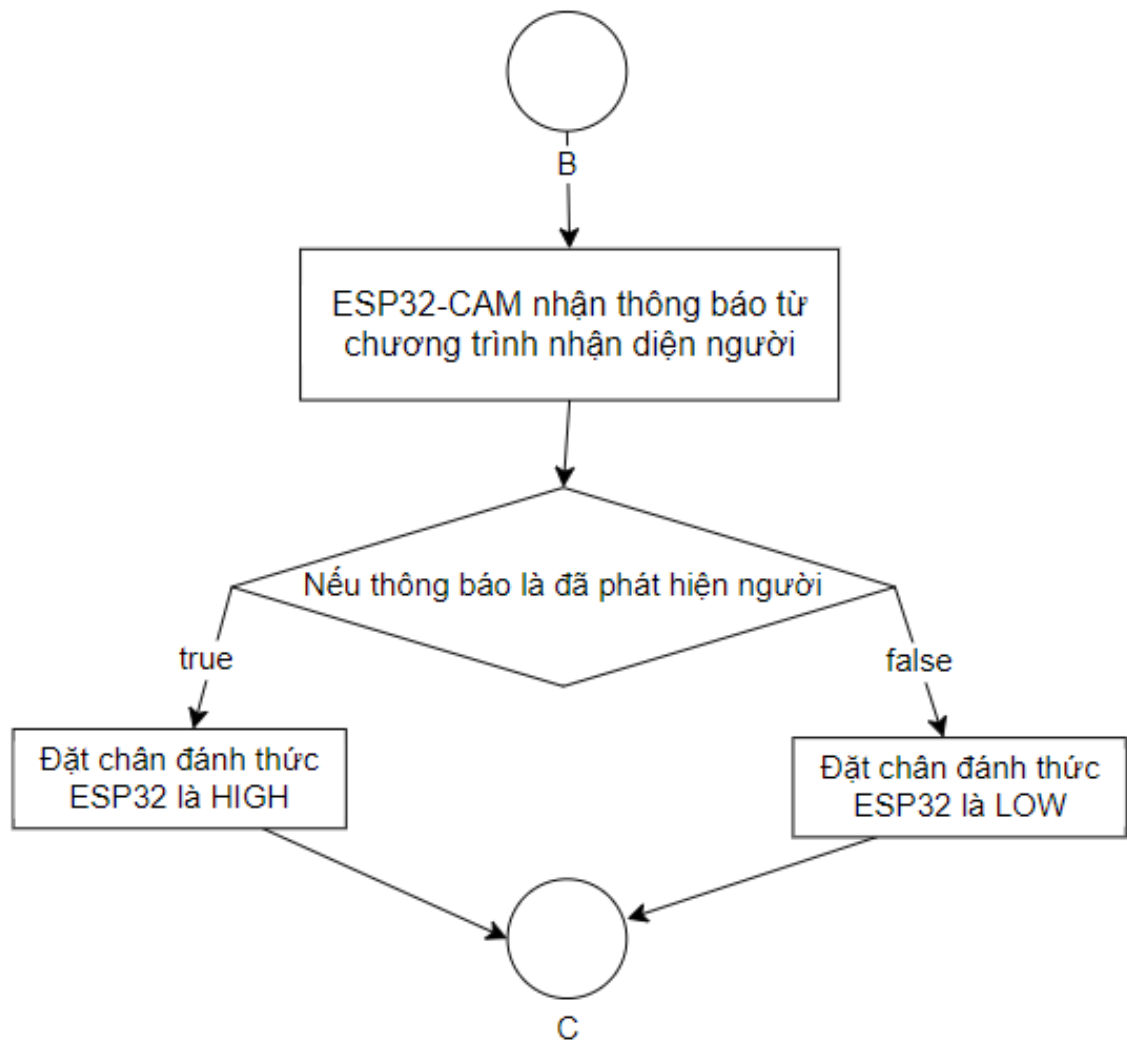 B
ESP32-CAM nhận thông báo từ
chương trình nhận diện người
Nếu thông báo là đã phát hiện người
true
false
Đặt chân đánh thức
ESP32 là HIGH
Đặt chân đánh thức
ESP32 là LOW
C